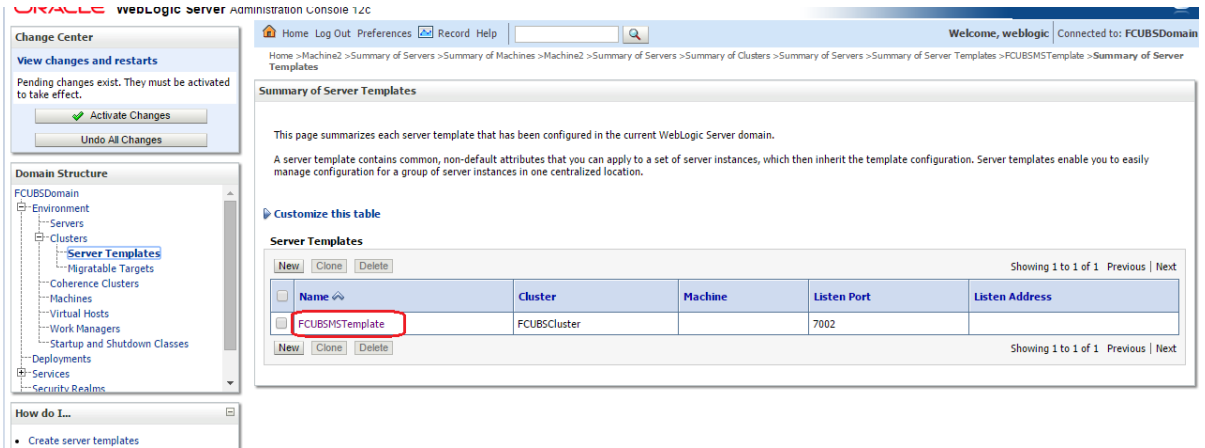 ORACLE WebLogic Server Administration Console 12c
Change Center
View changes and restarts
Pending changes exist. They must be activated
to take effect.
Activate Changes
Undo All Changes
Domain Structure
FCUBSDomain
Environment
Servers
Clusters
Server Templates
Migratable Targets
Coherence Clusters
Machines
Virtual Hosts
Work Managers
Startup and Shutdown Classes
Deployments
Services
Security Realms
How do I...
Create server templates
Home Log Out Preferences Record Help
Welcome, weblogic Connected to: FCUBSDomain
Home >Machine2 >Summary of Servers >Summary of Machines >Machine2 >Summary of Servers >Summary of Clusters >Summary of Servers >Summary of Server Templates >FCUBSMSTemplate >Summary of Server
Templates
Summary of Server Templates
This page summarizes each server template that has been configured in the current WebLogic Server domain.
A server template contains common, non-default attributes that you can apply to a set of server instances, which then inherit the template configuration. Server templates enable you to easily
manage configuration for a group of server instances in one centralized location.
Customize this table
Server Templates
New Clone Delete Showing 1 to 1 of 1 Previous | Next
Name Cluster Machine Listen Port Listen Address
FCUBSMSTemplate FCUBSCluster 7002
New Clone Delete Showing 1 to 1 of 1 Previous | Next